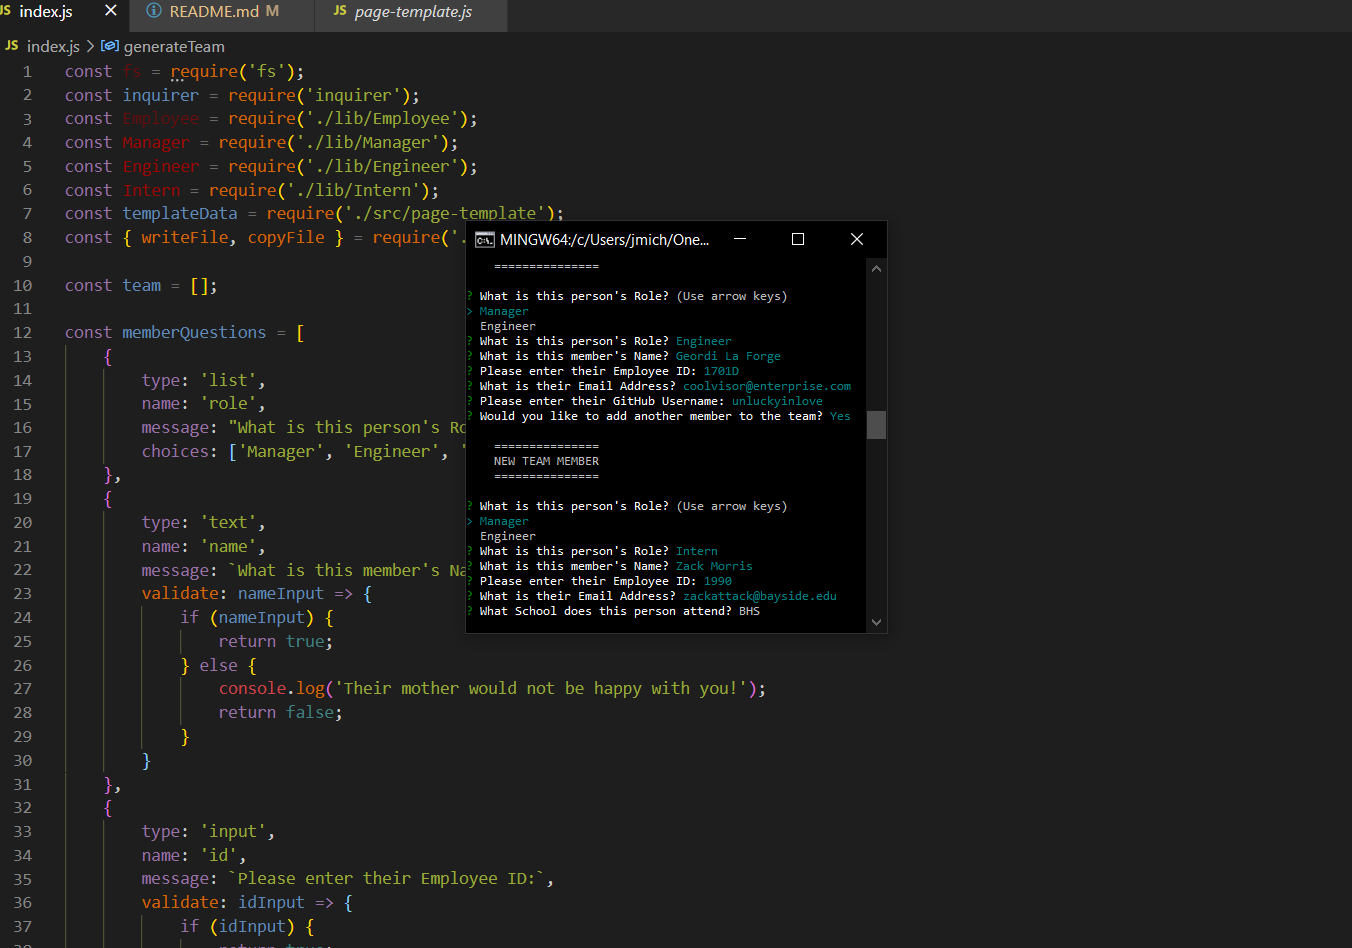 JS index.js × README.md M JS page-template.js
JS index.js > generateTeam
1 const fs = require('fs');
2 const inquirer = require('inquirer');
3 const Employee = require('./lib/Employee');
4 const Manager = require('./lib/Manager');
5 const Engineer = require('./lib/Engineer');
6 const Intern = require('./lib/Intern');
7 const templateData = require('./src/page-template');
8 const { writeFile, copyFile } = require('.
9
10 const team = [];
11
12 const memberQuestions = [
13 {
14 type: 'list',
15 name: 'role',
16 message: "What is this person's Ro
17 choices: ['Manager', 'Engineer', '
18 },
19 {
20 type: 'text',
21 name: 'name',
22 message: `What is this member's Na
23 validate: nameInput => {
24 if (nameInput) {
25 return true;
26 } else {
27 console.log('Their mother would not be happy with you!');
28 return false;
29 }
30 }
31 },
32 {
33 type: 'input',
34 name: 'id',
35 message: `Please enter their Employee ID:`,
36 validate: idInput => {
37 if (idInput) {
38 return true;
MINGW64:/c/Users/jmich/One...
===============
? What is this person's Role? (Use arrow keys)
> Manager
Engineer
? What is this person's Role? Engineer
? What is this member's Name? Geordi La Forge
? Please enter their Employee ID: 1701D
? What is their Email Address? coolvisor@enterprise.com
? Please enter their GitHub Username: unluckyinlove
? Would you like to add another member to the team? Yes
===============
NEW TEAM MEMBER
===============
? What is this person's Role? (Use arrow keys)
> Manager
Engineer
? What is this person's Role? Intern
? What is this member's Name? Zack Morris
? Please enter their Employee ID: 1990
? What is their Email Address? zackattack@bayside.edu
? What School does this person attend? BHS